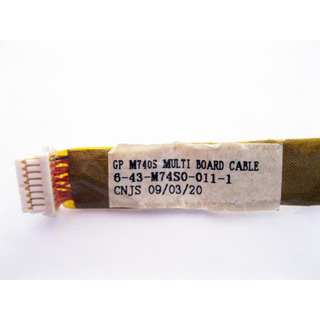 GP M740S MULTI BOARD CABLE
6-43-M74S0-011-1
CNJS 09/03/20